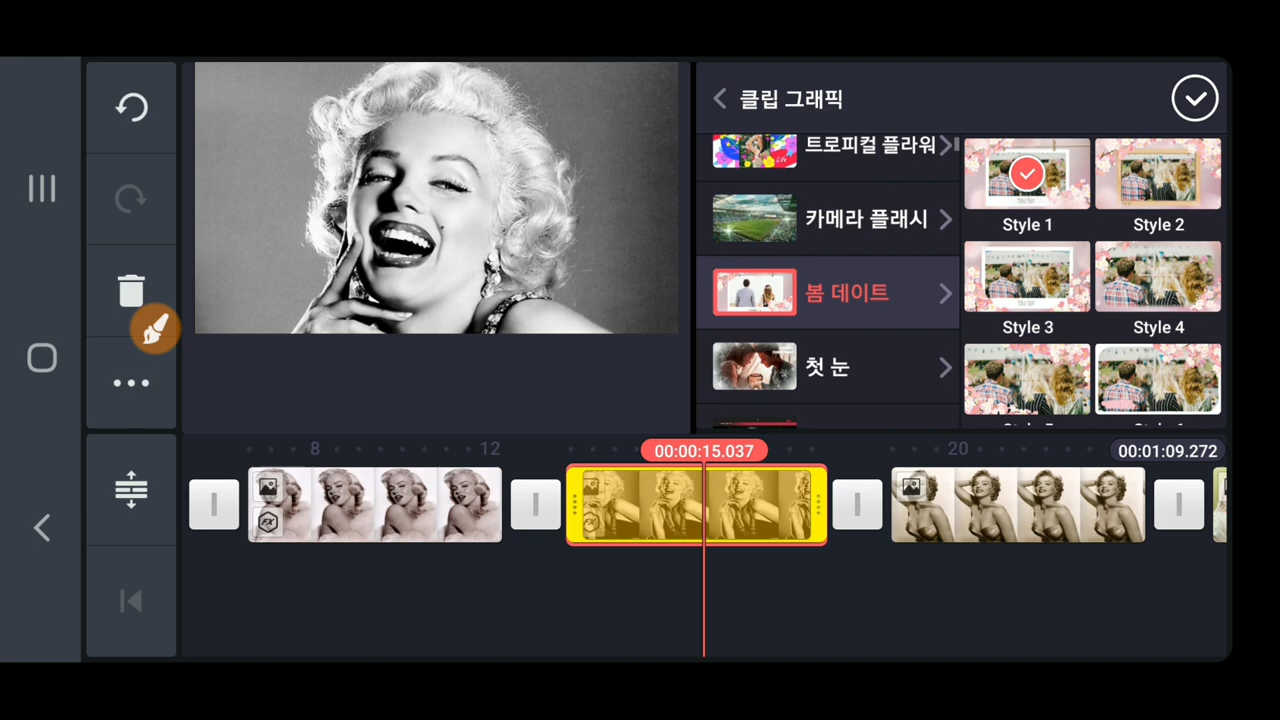 클립 그래픽
트로피컬 플라워
카메라 플래시
봄 데이트
첫 눈
Style 1
Style 2
Style 3
Style 4
8
12
00:00:15.037
20
00:01:09.272
FX
FX